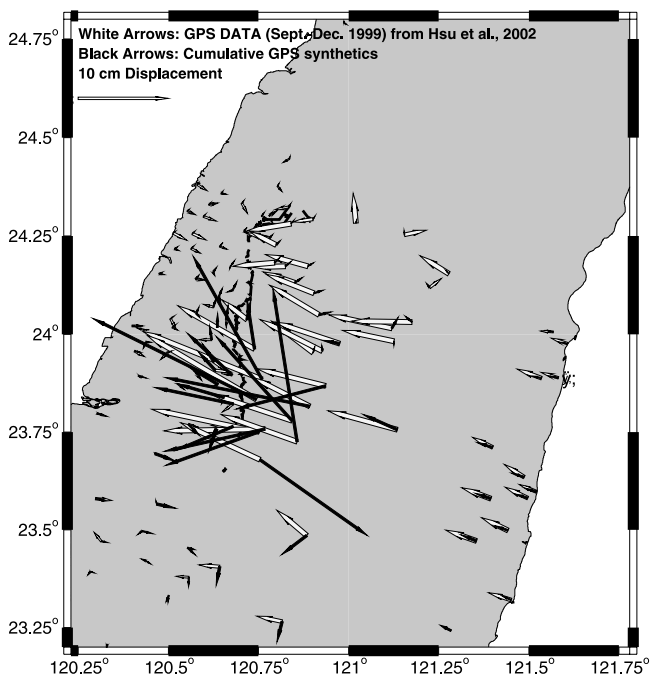 White Arrows: GPS DATA (Sept.-Dec. 1999) from Hsu et al., 2002
Black Arrows: Cumulative GPS synthetics
10 cm Displacement
24.75°
24.5°
24.25°
24°
23.75°
23.5°
23.25°
120.25° 120.5° 120.75° 121° 121.25° 121.5° 121.75°